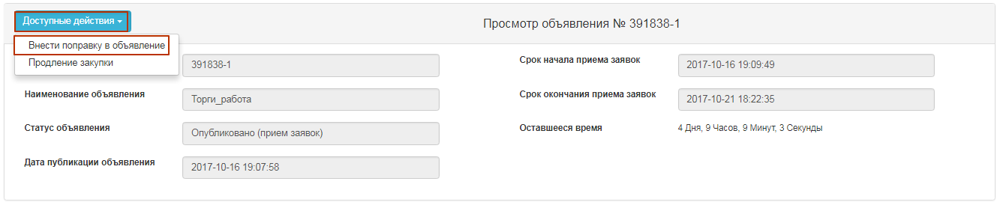 Доступные действия
Просмотр объявления № 391838-1
Внести поправку в объявление
Продление закупки
391838-1
Срок начала приема заявок
2017-10-16 19:09:49
Наименование объявления
Торги_работа
Срок окончания приема заявок
2017-10-21 18:22:35
Статус объявления
Опубликовано (прием заявок)
Оставшееся время
4 Дня, 9 Часов, 9 Минут, 3 Секунды
Дата публикации объявления
2017-10-16 19:07:58